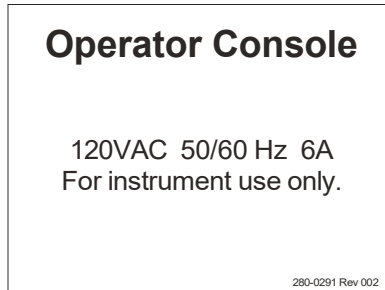 Operator Console
120VAC 50/60 Hz 6A
For instrument use only.
280-0291 Rev 002